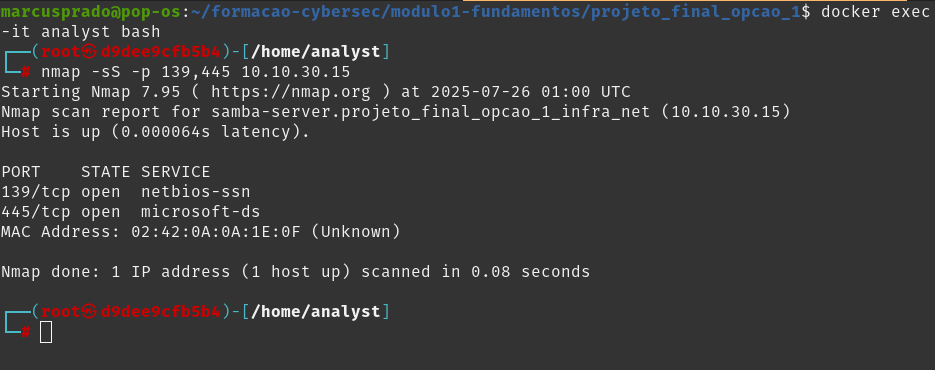 marcusprado@pop-os:~/formacao-cybersec/modulo1-fundamentos/projeto_final_opcao_1$ docker exec
-it analyst bash
┌──(root㉿d9dee9cfb5b4)-[/home/analyst]
└─# nmap -sS -p 139,445 10.10.30.15
Starting Nmap 7.95 ( https://nmap.org ) at 2025-07-26 01:00 UTC
Nmap scan report for samba-server.projeto_final_opcao_1_infra_net (10.10.30.15)
Host is up (0.000064s latency).

PORT    STATE SERVICE
139/tcp open  netbios-ssn
445/tcp open  microsoft-ds
MAC Address: 02:42:0A:0A:1E:0F (Unknown)

Nmap done: 1 IP address (1 host up) scanned in 0.08 seconds

┌──(root㉿d9dee9cfb5b4)-[/home/analyst]
└─#